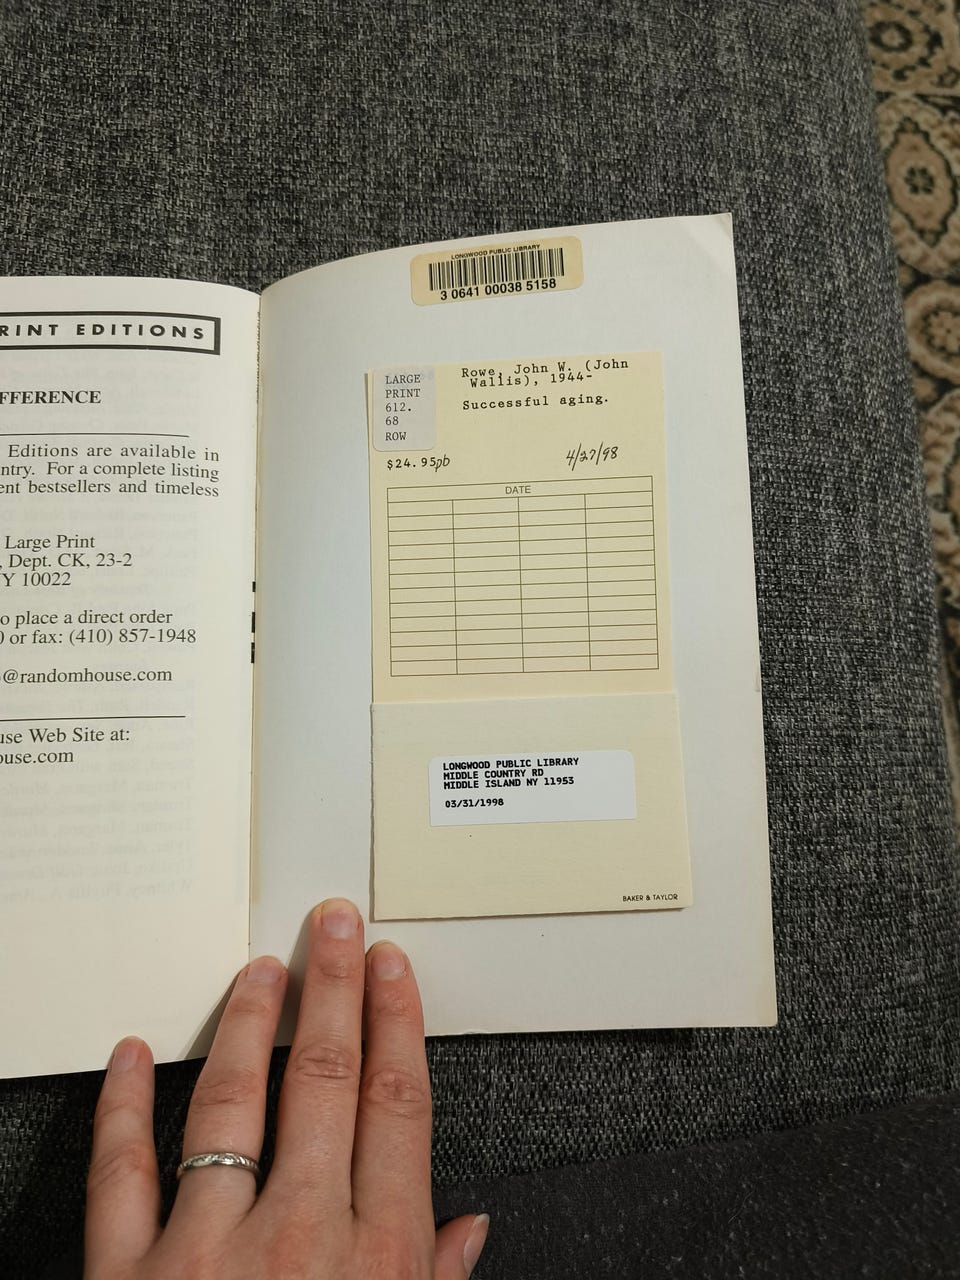 RINT EDITIONS
FFERENCE
Editions are available in
ntry. For a complete listing
ent bestsellers and timeless
Large Print
, Dept. CK, 23-2
Y 10022
o place a direct order
0 or fax: (410) 857-1948
@randomhouse.com
use Web Site at:
ouse.com
LONGWOOD PUBLIC LIBRARY
3 0641 00038 5158
LARGE
PRINT
612.
68
ROW
Rowe, John W. (John
Wallis), 1944-
Successful aging.
$24.95pb 4/27/98
DATE
LONGWOOD PUBLIC LIBRARY
MIDDLE COUNTRY RD
MIDDLE ISLAND NY 11953
03/31/1998
BAKER & TAYLOR